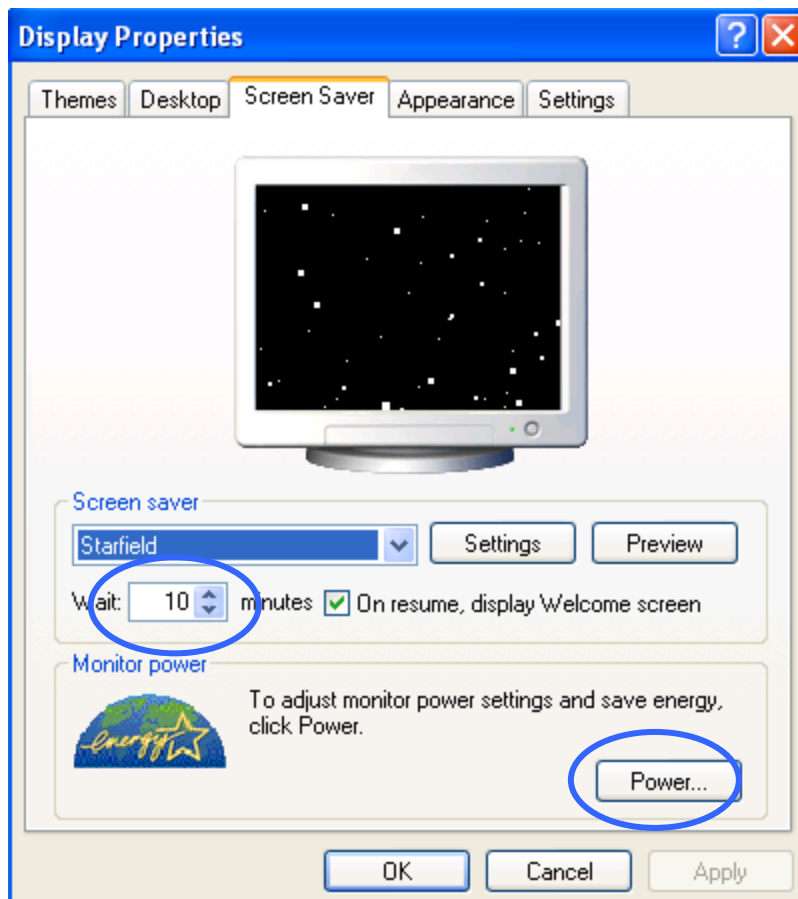 Display Properties
?
Themes Desktop Screen Saver Appearance Settings
Screen saver
Starfield Settings Preview
Wait: 10 minutes On resume, display Welcome screen
Monitor power
energy
To adjust monitor power settings and save energy,
click Power.
Power...
OK Cancel Apply